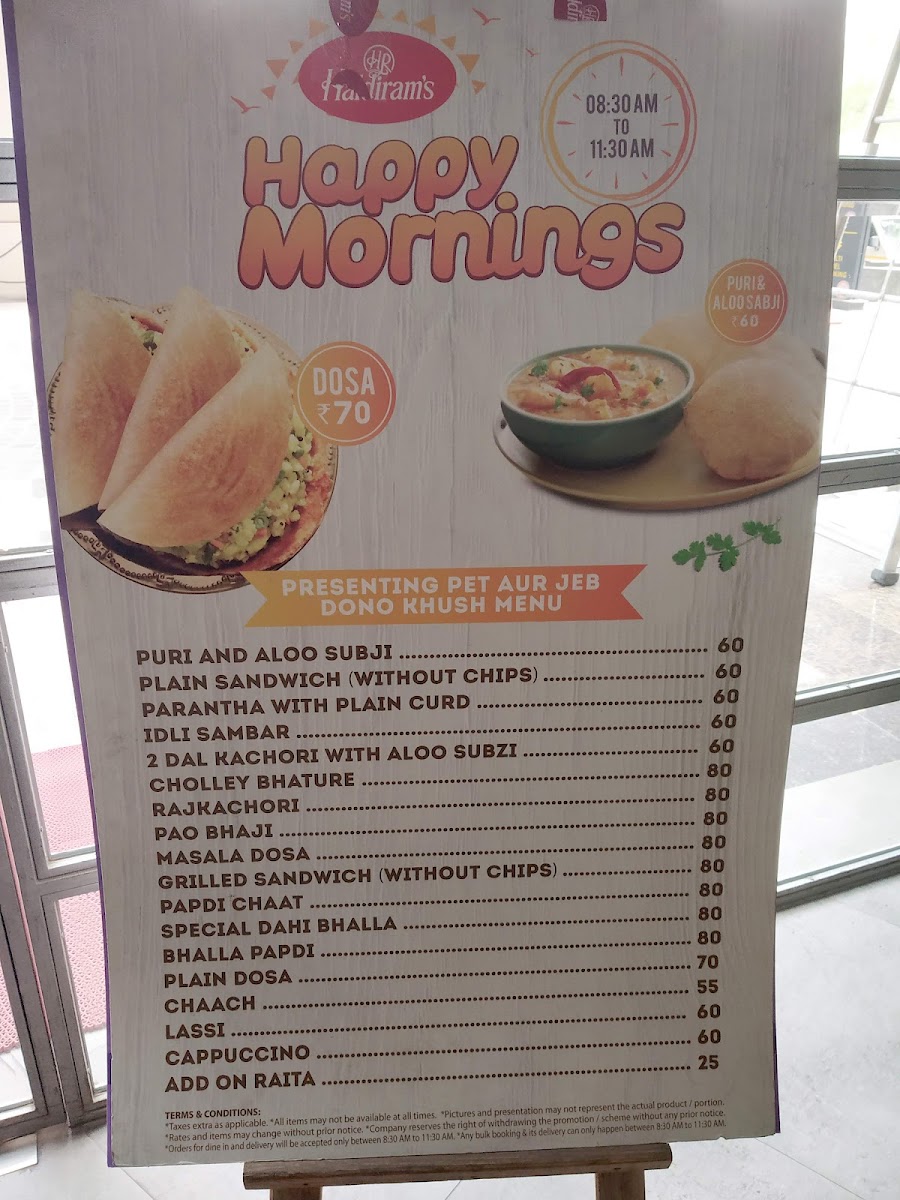 HR
Haldiram's
08:30 AM
TO
11:30 AM
Happy
Mornings
PURI &
ALOO SABJI
₹60
DOSA
₹70
PRESENTING PET AUR JEB
DONO KHUSH MENU
PURI AND ALOO SUBJI 60
PLAIN SANDWICH (WITHOUT CHIPS) 60
PARANTHA WITH PLAIN CURD 60
IDLI SAMBAR 60
2 DAL KACHORI WITH ALOO SUBZI 60
CHOLLEY BHATURE 80
RAJKACHORI 80
PAO BHAJI 80
MASALA DOSA 80
GRILLED SANDWICH (WITHOUT CHIPS) 80
PAPDI CHAAT 80
SPECIAL DAHI BHALLA 80
BHALLA PAPDI 80
PLAIN DOSA 70
CHAACH 55
LASSI 60
CAPPUCCINO 60
ADD ON RAITA 25
TERMS & CONDITIONS:
*Taxes extra as applicable. *All items may not be available at all times. *Pictures and presentation may not represent the actual product / portion.
*Rates and items may change without prior notice. *Company reserves the right of withdrawing the promotion / scheme without any prior notice.
*Orders for dine in and delivery will be accepted only between 8:30 AM to 11:30 AM. *Any bulk booking & its delivery can only happen between 8:30 AM to 11:30 AM.